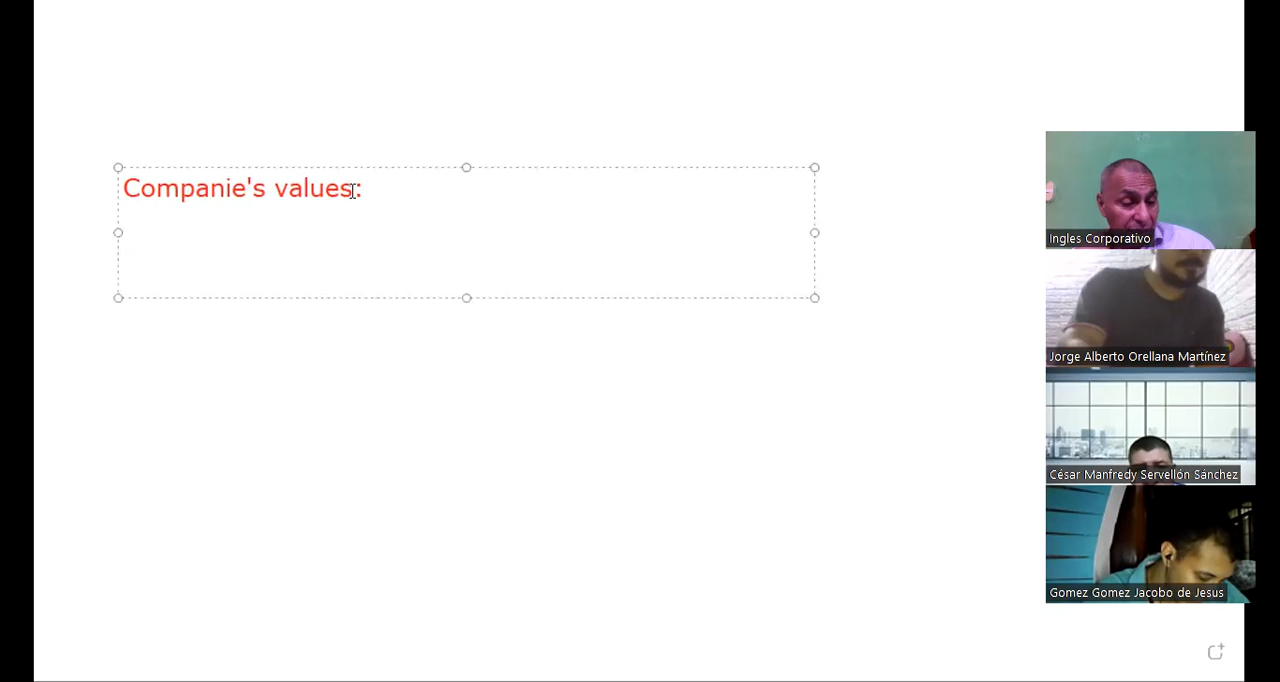 Companie's values:
Ingles Corporativo
Jorge Alberto Orellana Martínez
César Manfredy Servellón Sánchez
Gomez Gomez Jacobo de Jesus